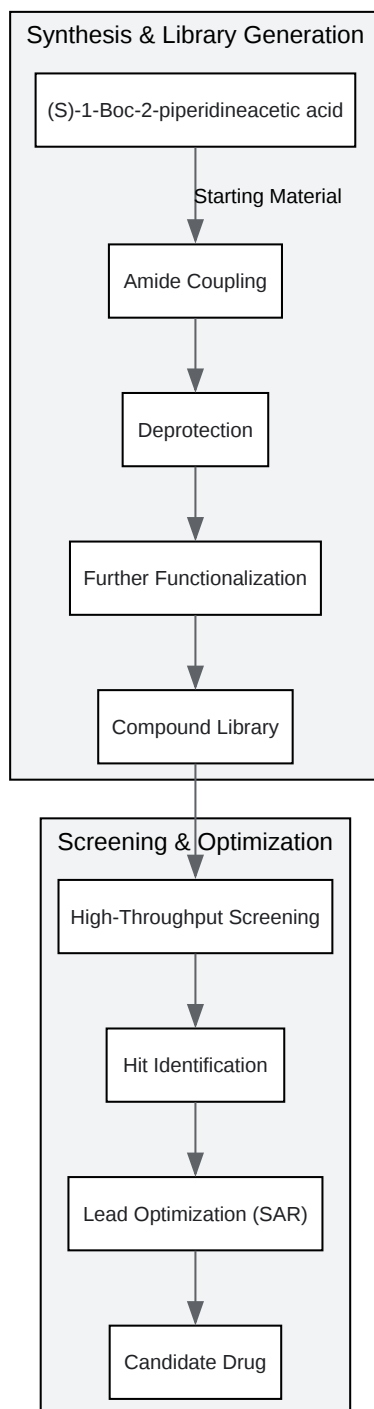 Synthesis & Library Generation
(S)-1-Boc-2-piperidineacetic acid
Starting Material
Amide Coupling
Deprotection
Further Functionalization
Compound Library
Screening & Optimization
High-Throughput Screening
Hit Identification
Lead Optimization (SAR)
Candidate Drug